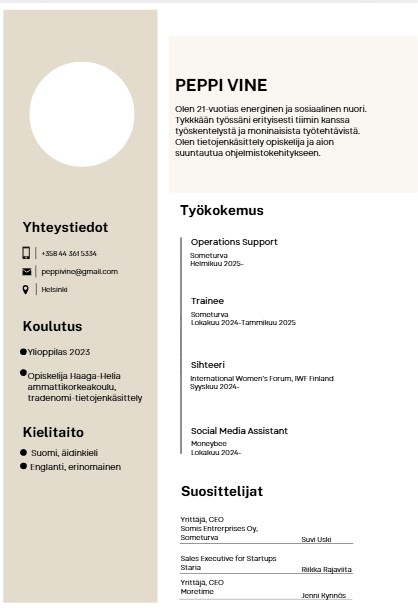 PEPPI VINE
Olen 21-vuotias energinen ja sosiaalinen nuori.
Tykkkään työssäni erityisesti tiimin kanssa
työskentelystä ja moninaisista työtehtävistä.
Olen tietojenkäsittely opiskelija ja aion
suuntautua ohjelmistokehitykseen.
Yhteystiedot
+358 44 361 5334
peppivine@gmail.com
Helsinki
Koulutus
Ylioppilas 2023
Opiskelija Haaga-Helia
ammattikorkeakoulu,
tradenomi-tietojenkäsittely
Kielitaito
Suomi, äidinkieli
Englanti, erinomainen
Työkokemus
Operations Support
Someturva
Helmikuu 2025-
Trainee
Someturva
Lokakuu 2024-Tammikuu 2025
Sihteeri
International Women's Forum, IWF Finland
Syyskuu 2024-
Social Media Assistant
Moneybee
Lokakuu 2024-
Suosittelijat
Yrittäjä, CEO
Somis Entrerprises Oy,
Someturva
Suvi Uski
Sales Executive for Startups
Staria
Riikka Rajaviita
Yrittäjä, CEO
Moretime
Jenni Kynnös